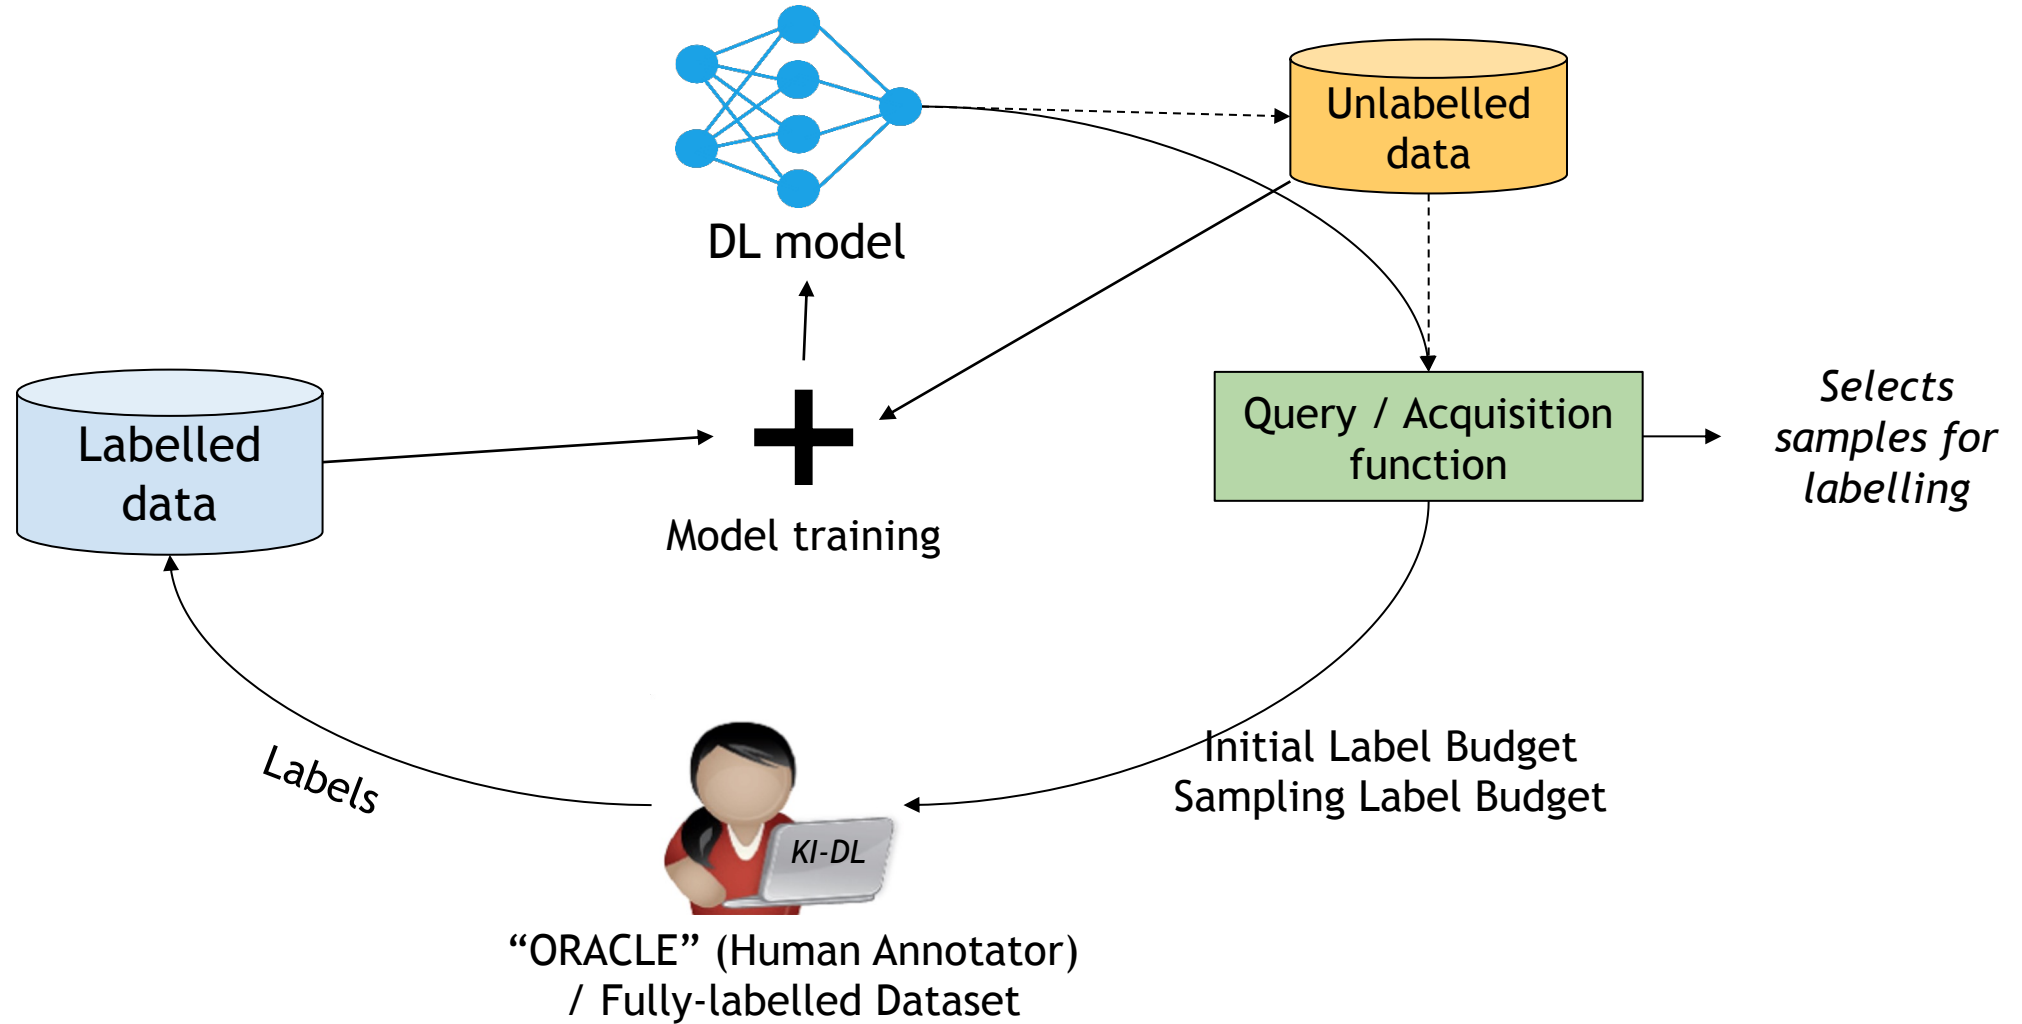 Unlabelled
data
DL model
Labelled
data
Model training
Query / Acquisition
function
Selects
samples for
labelling
Labels
Initial Label Budget
Sampling Label Budget
KI-DL
“ORACLE” (Human Annotator)
/ Fully-labelled Dataset